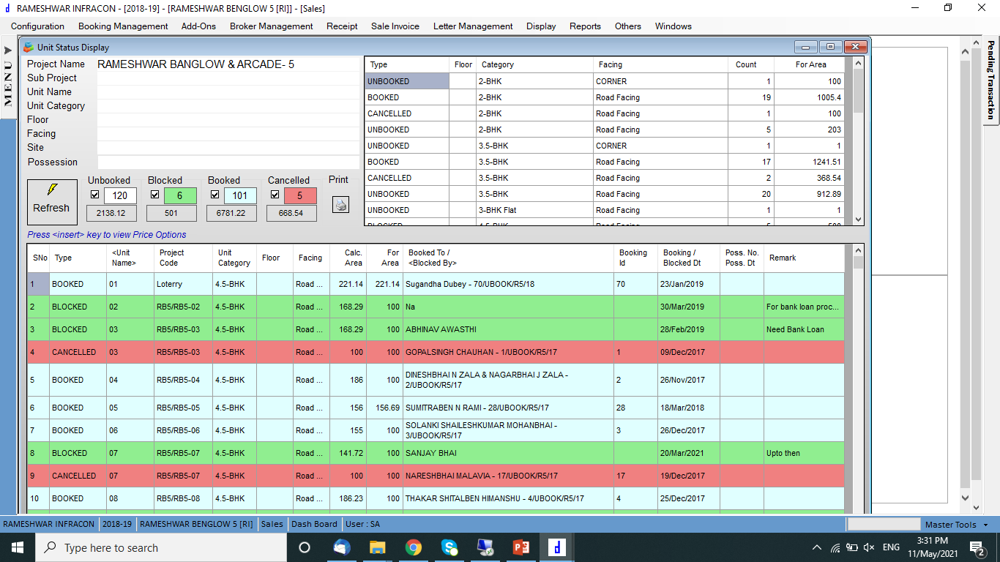 RAMESHWAR INFRACON - [2018-19] - [RAMESHWAR BENGLOW 5 [RI]] - [Sales]
Configuration Booking Management Add-Ons Broker Management Receipt Sale Invoice Letter Management Display Reports Others Windows
MENU
Unit Status Display
Pending Transaction
Project Name RAMESHWAR BANGLOW & ARCADE- 5
Sub Project
Unit Name
Unit Category
Floor
Facing
Site
Possession
Unbooked Blocked Booked Cancelled Print
120 6 101 5
Refresh
2138.12 501 6781.22 668.54
Press <insert> key to view Price Options
Type Floor Category Facing Count For Area
UNBOOKED 2-BHK CORNER 1 100
BOOKED 2-BHK Road Facing 19 1005.4
CANCELLED 2-BHK Road Facing 1 100
UNBOOKED 2-BHK Road Facing 5 203
UNBOOKED 3.5-BHK CORNER 1 1
BOOKED 3.5-BHK Road Facing 17 1241.51
CANCELLED 3.5-BHK Road Facing 2 368.54
UNBOOKED 3.5-BHK Road Facing 20 912.89
UNBOOKED 3-BHK Flat Road Facing 1 1
BLOCKED 4.5-BHK Road Facing 5 500
SNo Type <Unit Name> Project Code Unit Category Floor Facing Calc. Area For Area Booked To / <Blocked By> Booking Id Booking / Blocked Dt Poss. No. Poss. Dt Remark
1 BOOKED 01 Loterry 4.5-BHK Road ... 221.14 221.14 Sugandha Dubey - 70/UBOOK/R5/18 70 23/Jan/2019
2 BLOCKED 02 RB5/RB5-02 4.5-BHK Road ... 168.29 100 Na 30/Mar/2019 For bank loan proc...
3 BLOCKED 03 RB5/RB5-03 4.5-BHK Road ... 168.29 100 ABHINAV AWASTHI 28/Feb/2019 Need Bank Loan
4 CANCELLED 03 RB5/RB5-03 4.5-BHK Road ... 100 100 GOPALSINGH CHAUHAN - 1/UBOOK/R5/17 1 09/Dec/2017
5 BOOKED 04 RB5/RB5-04 4.5-BHK Road ... 186 100 DINESHBHAI N ZALA & NAGARBHAI J ZALA - 2/UBOOK/R5/17 2 26/Nov/2017
6 BOOKED 05 RB5/RB5-05 4.5-BHK Road ... 156 156.69 SUMITRABEN N RAMI - 28/UBOOK/R5/17 28 18/Mar/2018
7 BOOKED 06 RB5/RB5-06 4.5-BHK Road ... 155 100 SOLANKI SHAILESHKUMAR MOHANBHAI - 3/UBOOK/R5/17 3 26/Dec/2017
8 BLOCKED 07 RB5/RB5-07 4.5-BHK Road ... 141.72 100 SANJAY BHAI 20/Mar/2021 Upto then
9 CANCELLED 07 RB5/RB5-07 4.5-BHK Road ... 100 100 NARESHBHAI MALAVIA - 17/UBOOK/R5/17 17 19/Dec/2017
10 BOOKED 08 RB5/RB5-08 4.5-BHK Road ... 186.23 100 THAKAR SHITALBEN HIMANSHU - 4/UBOOK/R5/17 4 25/Dec/2017
RAMESHWAR INFRACON 2018-19 RAMESHWAR BENGLOW 5 [RI] Sales Dash Board User : SA Master Tools
Type here to search
ENG 3:31 PM
11/May/2021
2